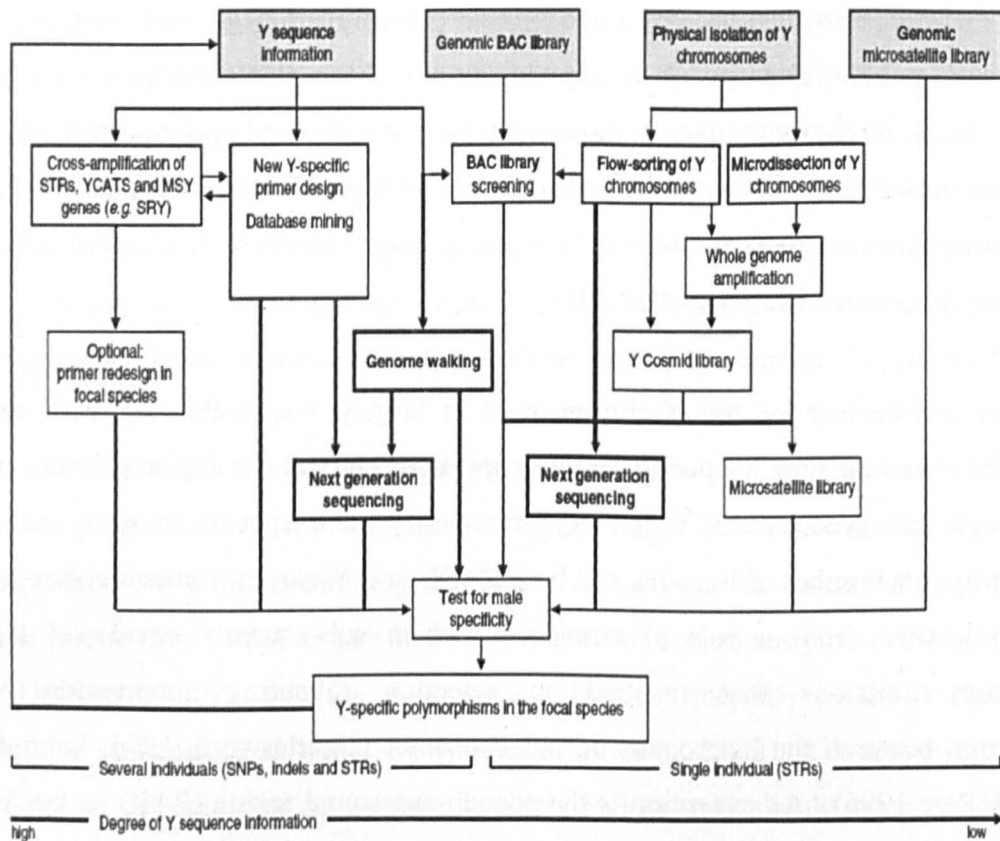 Y sequence
information
Genomic BAC library
Physical isolation of Y
chromosomes
Genomic
microsatellite library
Cross-amplification of
STRs, YCATS and MSY
genes (e.g. SRY)
New Y-specific
primer design
Database mining
BAC library
screening
Flow-sorting of Y
chromosomes
Microdissection of Y
chromosomes
Whole genome
amplification
Optional:
primer redesign in
focal species
Genome walking
Y Cosmid library
Next generation
sequencing
Next generation
sequencing
Microsatellite library
Test for male
specificity
Y-specific polymorphisms in the focal species
Several individuals (SNPs, indels and STRs)
Single individual (STRs)
high
Degree of Y sequence information
low